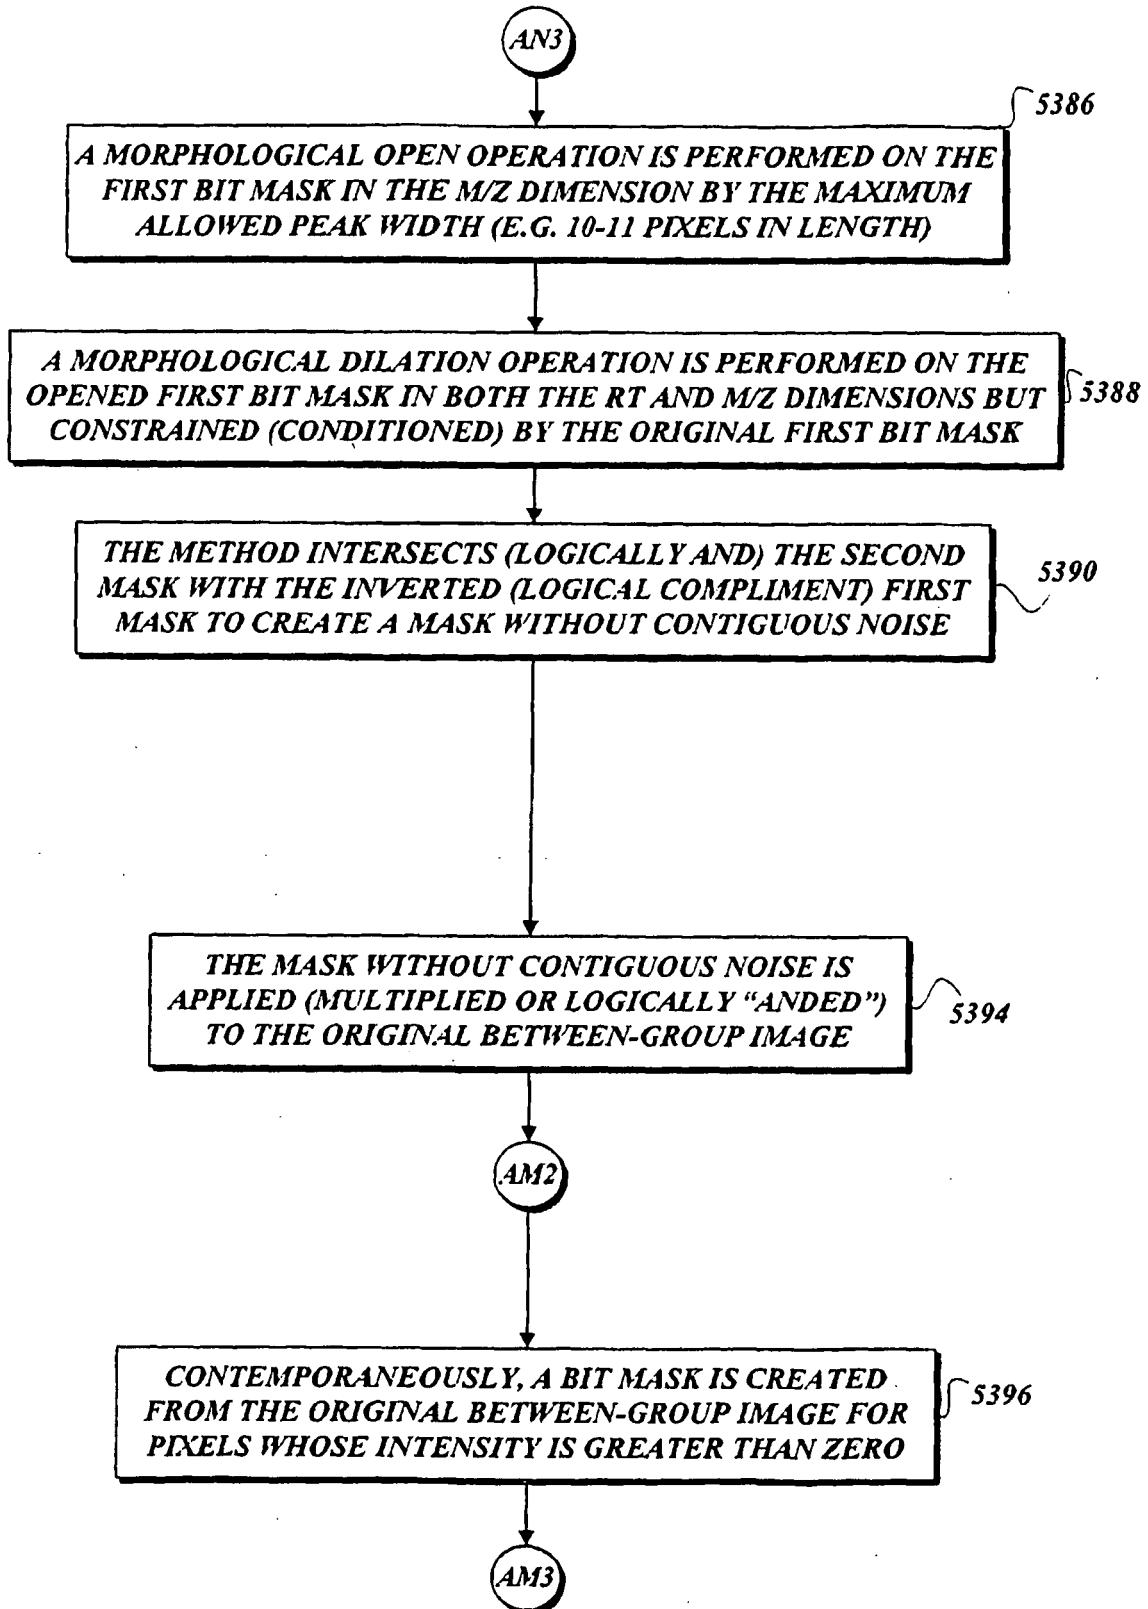 AN3
5386
A MORPHOLOGICAL OPEN OPERATION IS PERFORMED ON THE
FIRST BIT MASK IN THE M/Z DIMENSION BY THE MAXIMUM
ALLOWED PEAK WIDTH (E.G. 10-11 PIXELS IN LENGTH)
A MORPHOLOGICAL DILATION OPERATION IS PERFORMED ON THE
OPENED FIRST BIT MASK IN BOTH THE RT AND M/Z DIMENSIONS BUT
CONSTRAINED (CONDITIONED) BY THE ORIGINAL FIRST BIT MASK
5388
THE METHOD INTERSECTS (LOGICALLY AND) THE SECOND
MASK WITH THE INVERTED (LOGICAL COMPLIMENT) FIRST
MASK TO CREATE A MASK WITHOUT CONTIGUOUS NOISE
5390
THE MASK WITHOUT CONTIGUOUS NOISE IS
APPLIED (MULTIPLIED OR LOGICALLY “ANDED”)
TO THE ORIGINAL BETWEEN-GROUP IMAGE
5394
AM2
CONTEMPORANEOUSLY, A BIT MASK IS CREATED
FROM THE ORIGINAL BETWEEN-GROUP IMAGE FOR
PIXELS WHOSE INTENSITY IS GREATER THAN ZERO
5396
AM3